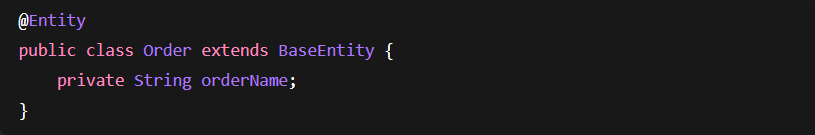 @Entity
public class Order extends BaseEntity {
    private String orderName;
}